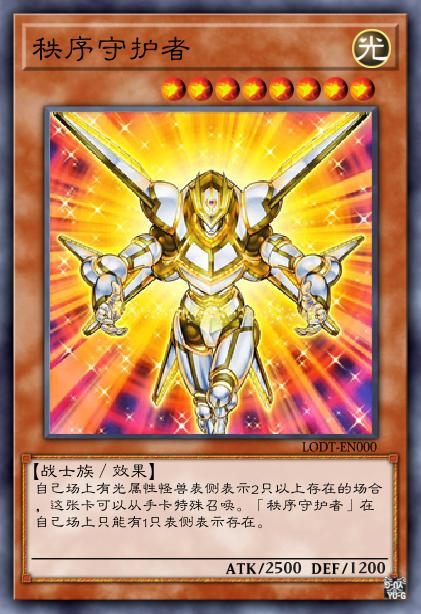 秩序守护者
光
LODT-EN000
【战士族／效果】
自己场上有光属性怪兽表侧表示2只以上存在的场合
，这张卡可以从手卡特殊召唤。「秩序守护者」在
自己场上只能有1只表侧表示存在。
ATK/2500 DEF/1200